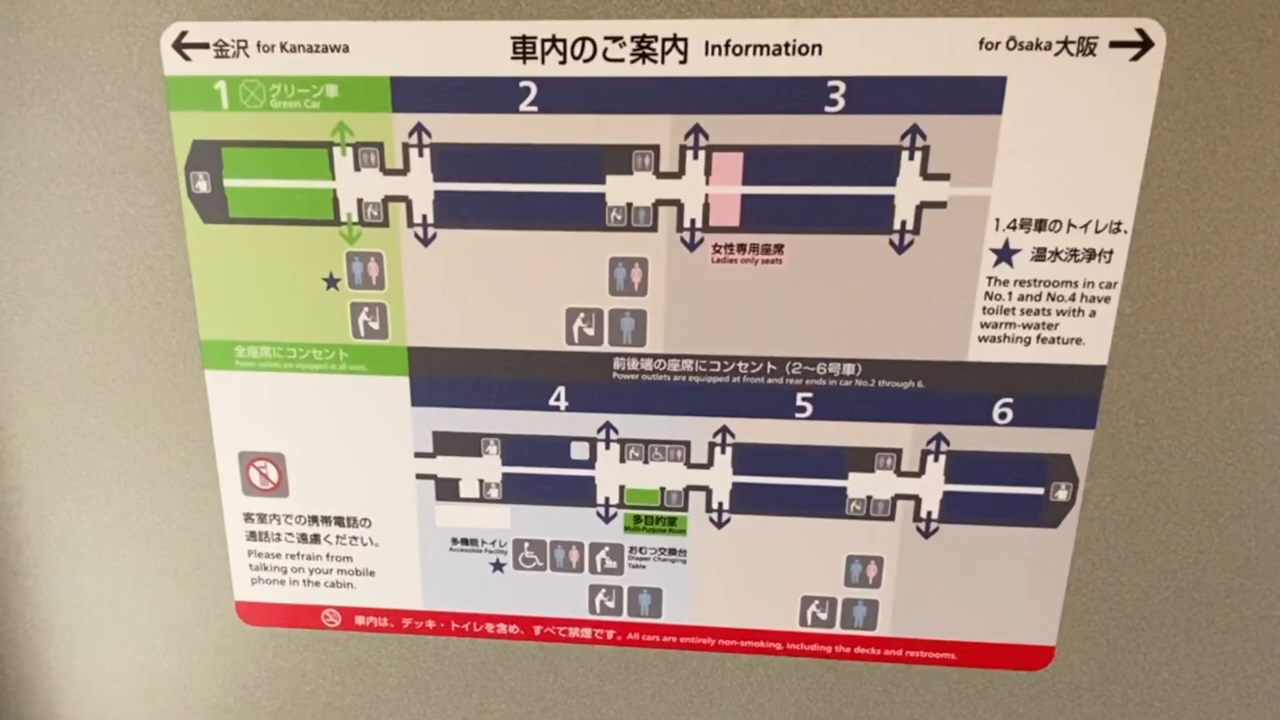 金沢 for Kanazawa
車内のご案内 Information
for Ōsaka 大阪
1 グリーン車
Green Car
2
3
女性専用座席
Ladies only seats
1.4号車のトイレは、
★ 温水洗浄付
The restrooms in car
No.1 and No.4 have
toilet seats with a
warm-water
washing feature.
★
全座席にコンセント
Power outlets are equipped at all seats.
前後端の座席にコンセント（2〜6号車）
Power outlets are equipped at front and rear ends in car No.2 through 6.
4
5
6
多目的室
Multi-Purpose Room
多機能トイレ
Accessible Facility
★
おむつ交換台
Diaper Changing
Table
客室内での携帯電話の
通話はご遠慮ください。
Please refrain from
talking on your mobile
phone in the cabin.
車内は、デッキ・トイレを含め、すべて禁煙です。All cars are entirely non-smoking, including the decks and restrooms.